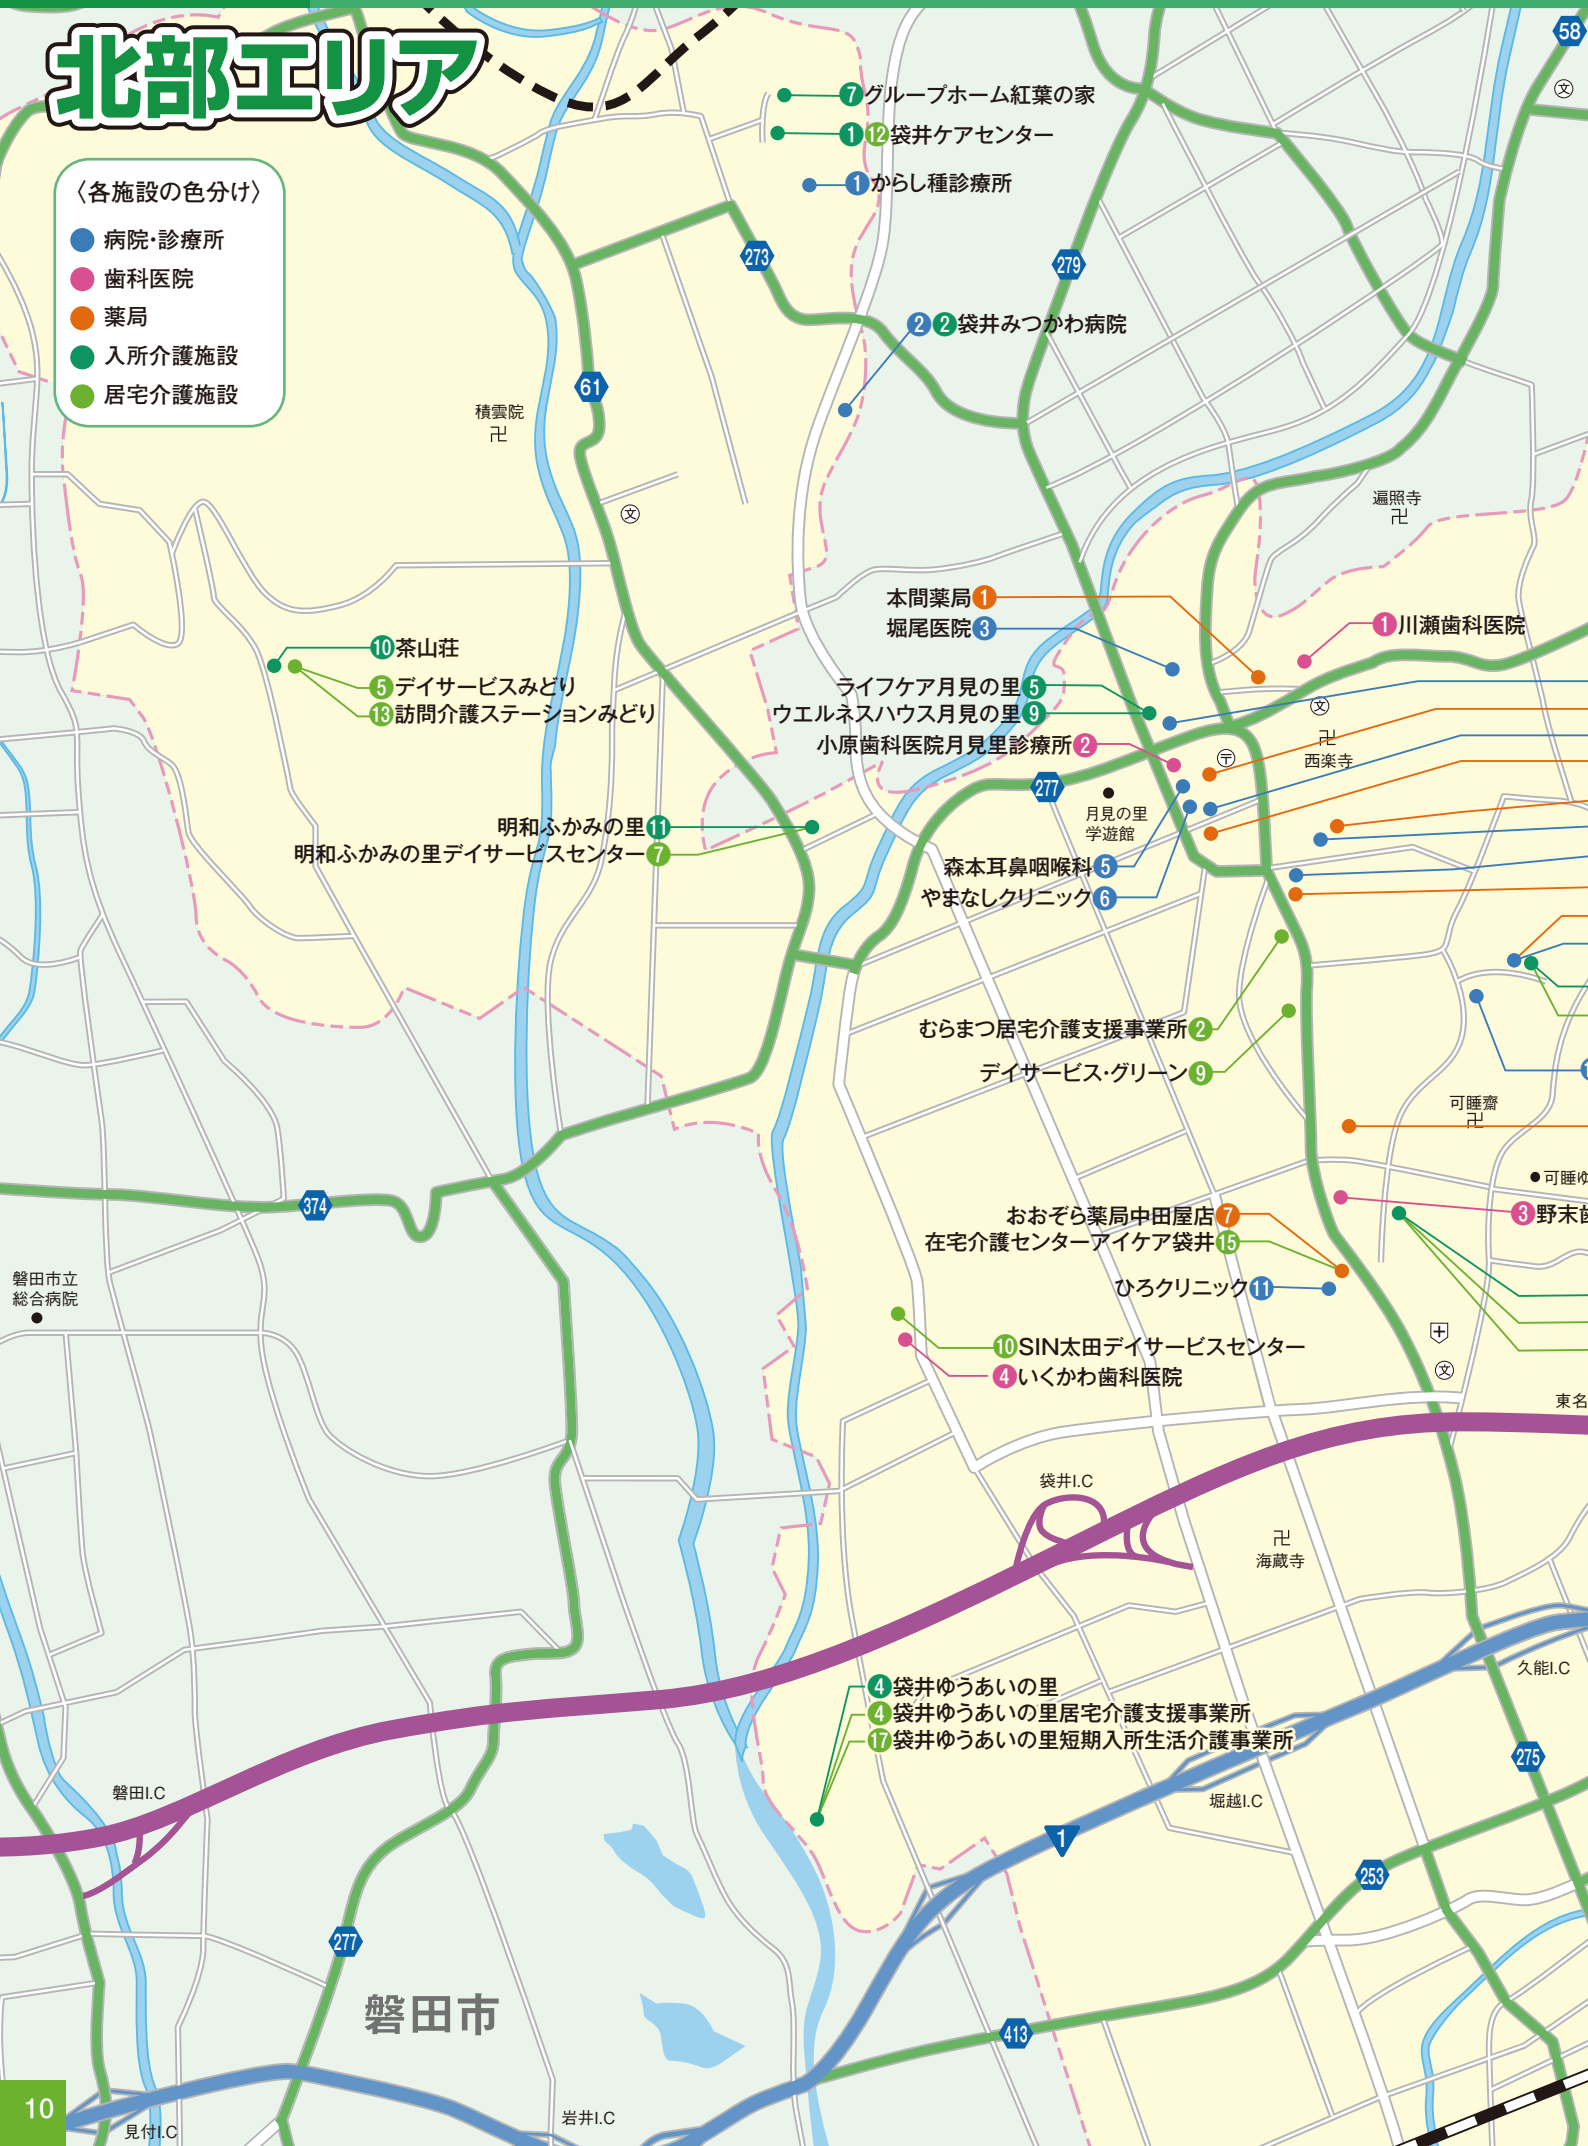 北部エリア
〈各施設の色分け〉
病院・診療所
歯科医院
薬局
入所介護施設
居宅介護施設
58
文
7グループホーム紅葉の家
1 12袋井ケアセンター
1からし種診療所
273
279
2 2袋井みつかわ病院
61
積雲院
卍
文
遍照寺
卍
本間薬局1
堀尾医院3
1川瀬歯科医院
10茶山荘
5デイサービスみどり
13訪問介護ステーションみどり
ライフケア月見の里5
ウエルネスハウス月見の里9
小原歯科医院月見里診療所2
文
卍
西楽寺
〒
277
月見の里
学遊館
明和ふかみの里11
明和ふかみの里デイサービスセンター7
森本耳鼻咽喉科5
やまなしクリニック6
むらまつ居宅介護支援事業所2
デイサービス・グリーン9
可睡齋
卍
可睡ゆ
374
3野末歯
おおぞら薬局中田屋店7
在宅介護センターアイケア袋井15
ひろクリニック11
磐田市立
総合病院
10SIN太田デイサービスセンター
4いくかわ歯科医院
文
東名
袋井I.C
卍
海蔵寺
久能I.C
4袋井ゆうあいの里
4袋井ゆうあいの里居宅介護支援事業所
17袋井ゆうあいの里短期入所生活介護事業所
275
磐田I.C
堀越I.C
1
253
277
磐田市
413
10
見付I.C
岩井I.C